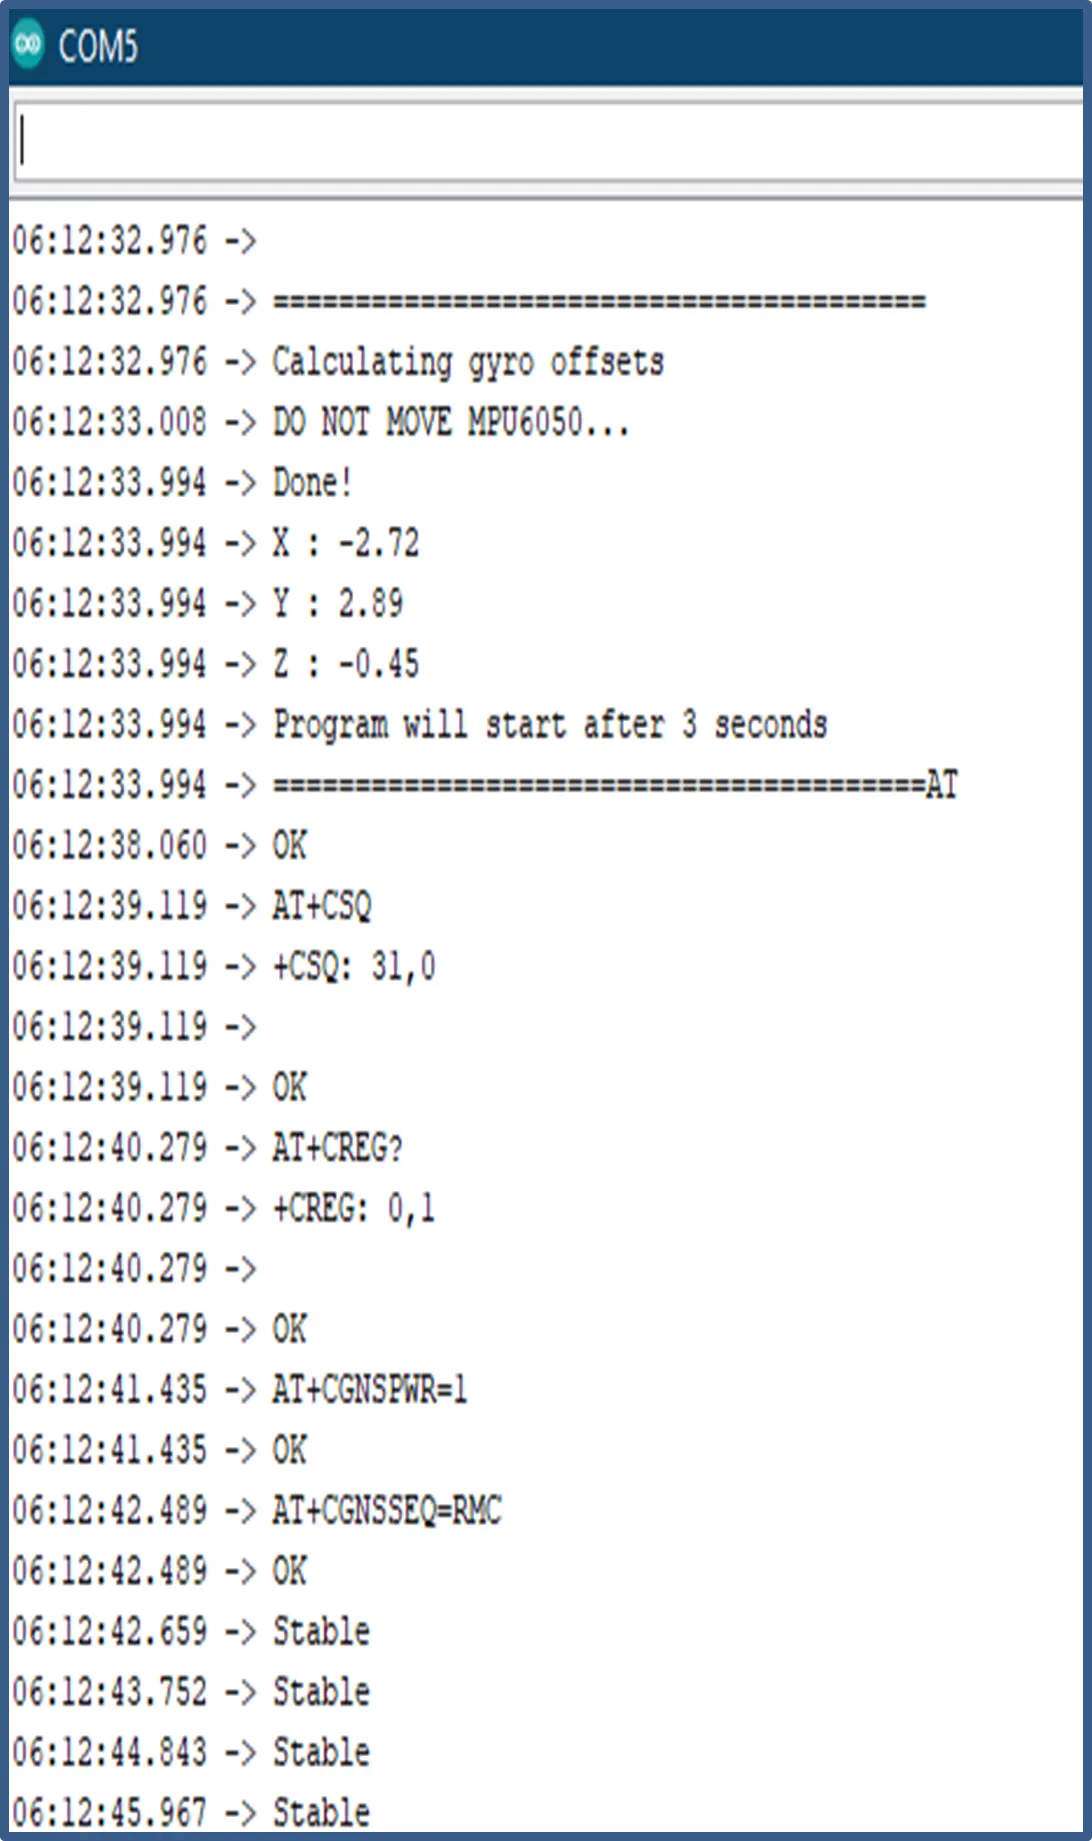 COM5
06:12:32.976 ->
06:12:32.976 -> ========================================
06:12:32.976 -> Calculating gyro offsets
06:12:33.008 -> DO NOT MOVE MPU6050...
06:12:33.994 -> Done!
06:12:33.994 -> X : -2.72
06:12:33.994 -> Y : 2.89
06:12:33.994 -> Z : -0.45
06:12:33.994 -> Program will start after 3 seconds
06:12:33.994 -> ========================================AT
06:12:38.060 -> OK
06:12:39.119 -> AT+CSQ
06:12:39.119 -> +CSQ: 31,0
06:12:39.119 ->
06:12:39.119 -> OK
06:12:40.279 -> AT+CREG?
06:12:40.279 -> +CREG: 0,1
06:12:40.279 ->
06:12:40.279 -> OK
06:12:41.435 -> AT+CGNSPWR=1
06:12:41.435 -> OK
06:12:42.489 -> AT+CGNSSEQ=RMC
06:12:42.489 -> OK
06:12:42.659 -> Stable
06:12:43.752 -> Stable
06:12:44.843 -> Stable
06:12:45.967 -> Stable